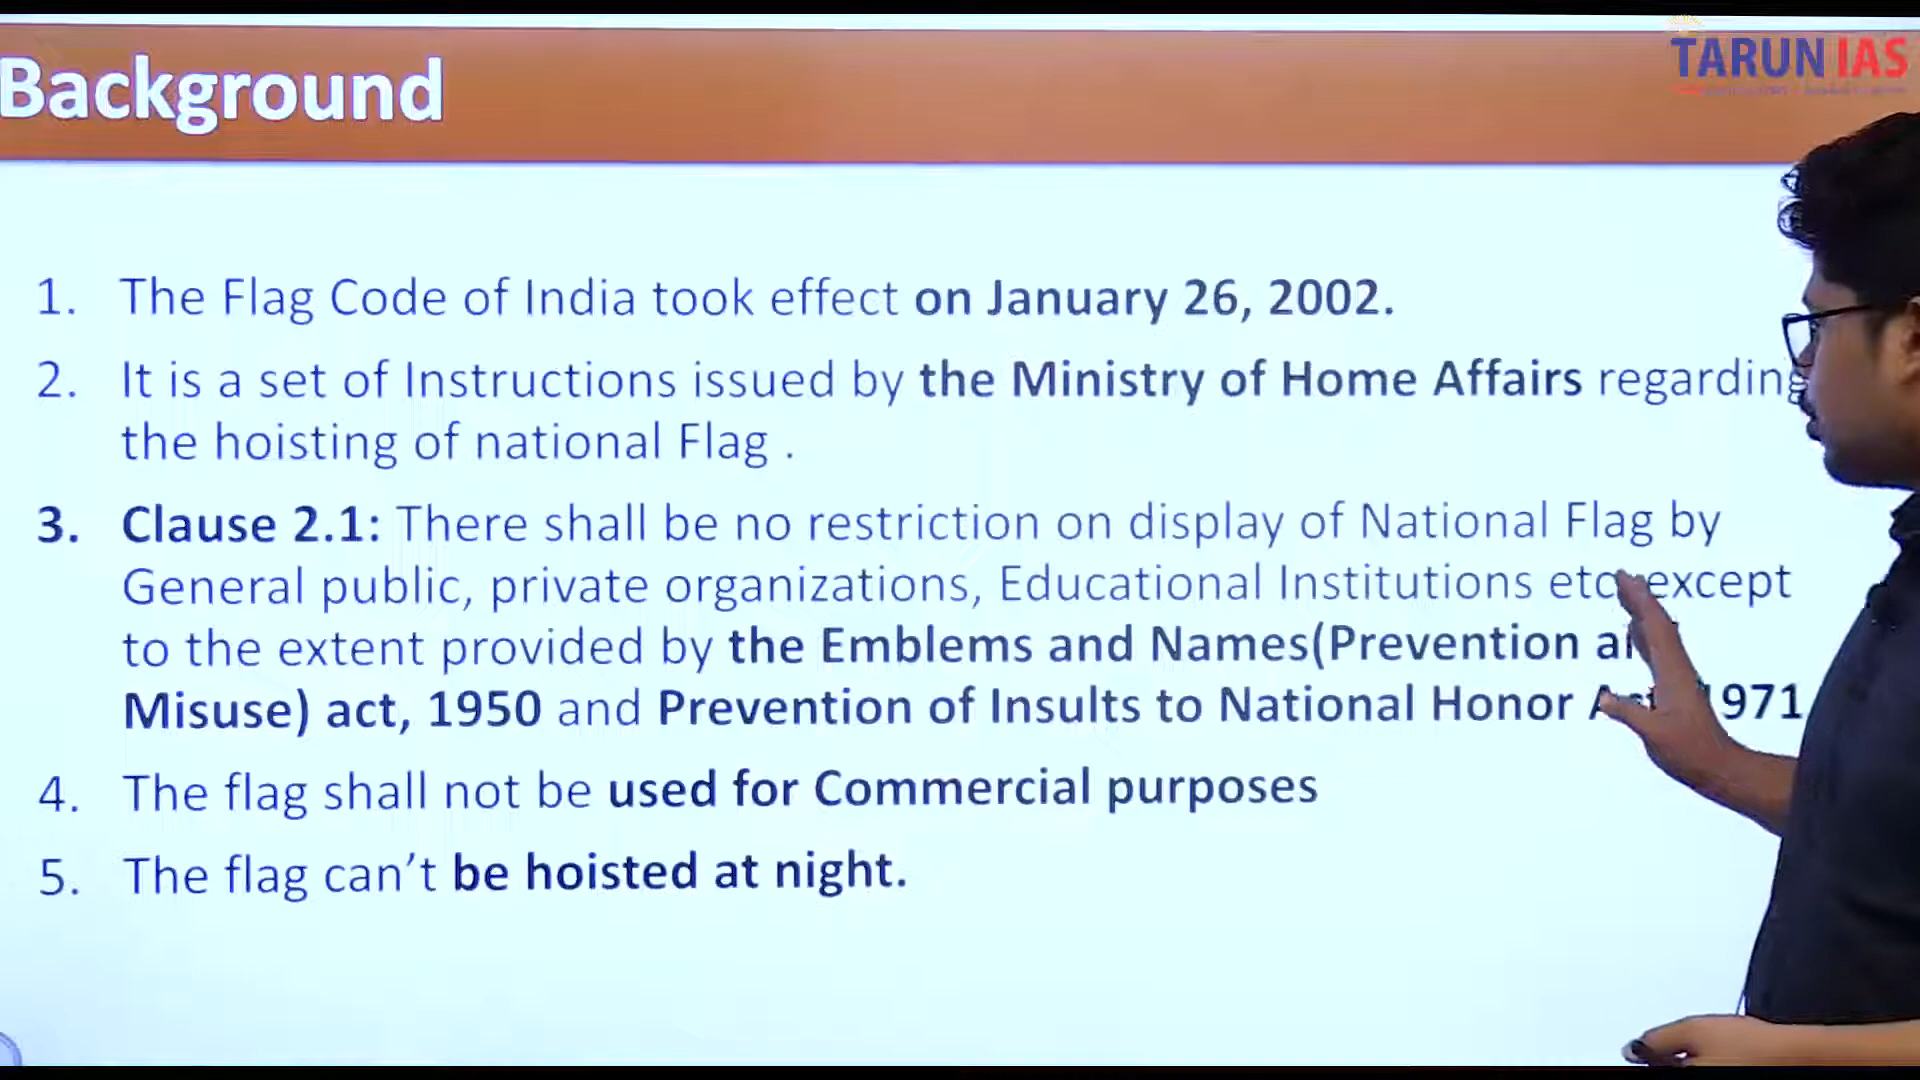 TARUN IAS
Background
1. The Flag Code of India took effect on January 26, 2002.
2. It is a set of Instructions issued by the Ministry of Home Affairs regarding
the hoisting of national Flag .
3. Clause 2.1: There shall be no restriction on display of National Flag by
General public, private organizations, Educational Institutions etc except
to the extent provided by the Emblems and Names(Prevention
Misuse) act, 1950 and Prevention of Insults to National Honor Act 1971
4. The flag shall not be used for Commercial purposes
5. The flag can’t be hoisted at night.